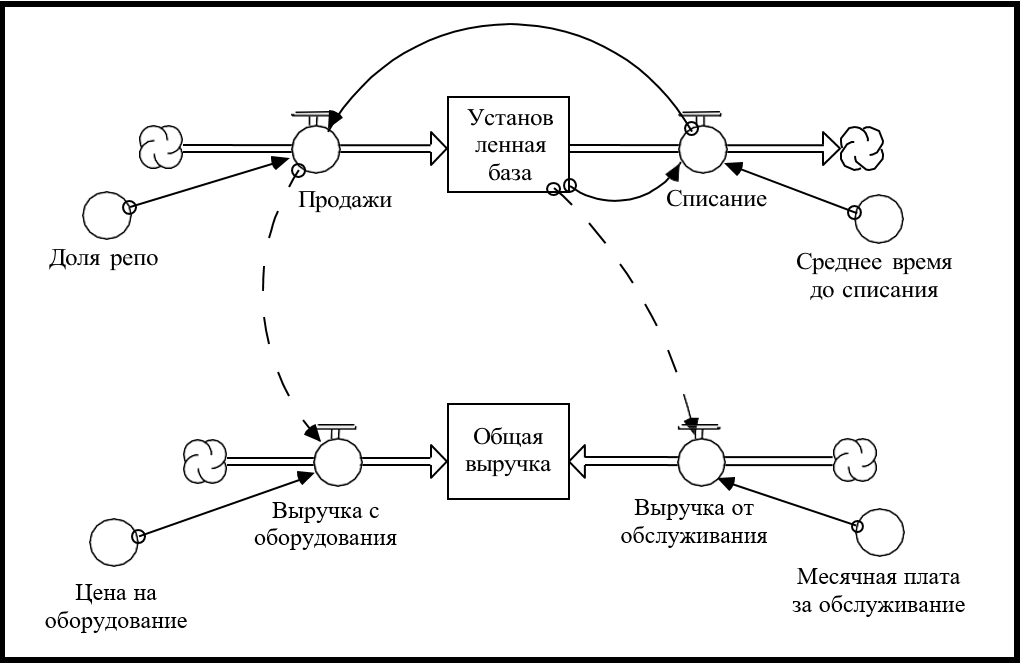 Установ
ленная
база
Продажи
Списание
Доля репо
Среднее время
до списания
Общая
выручка
Выручка с
оборудования
Выручка от
обслуживания
Цена на
оборудование
Месячная плата
за обслуживание